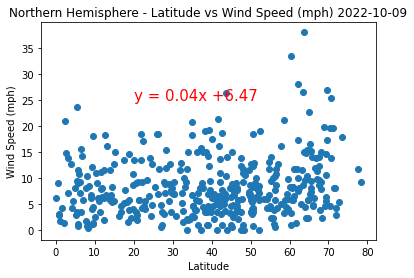 Northern Hemisphere - Latitude vs Wind Speed (mph) 2022-10-09
35
30
25
20
15
10
5
0
y = 0.04x +6.47
Wind Speed (mph)
0 10 20 30 40 50 60 70 80
Latitude